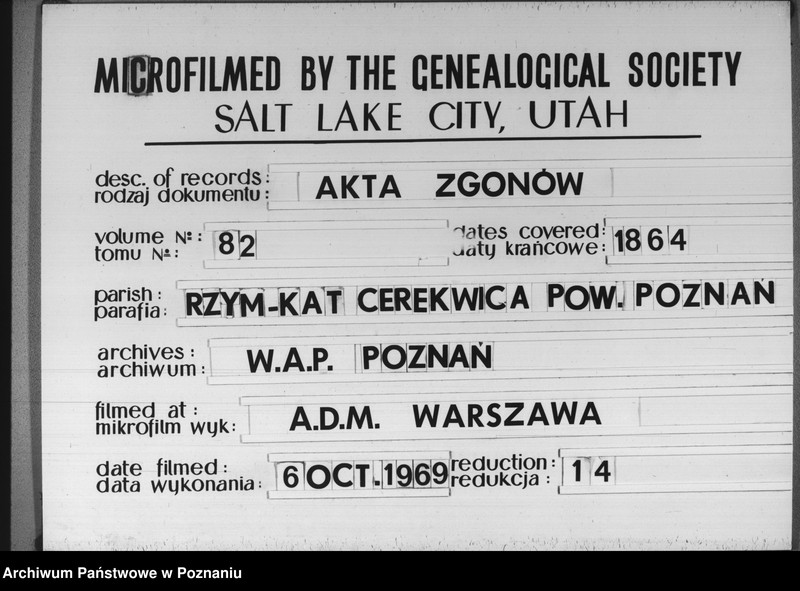 MICROFILMED BY THE GENEALOGICAL SOCIETY
SALT LAKE CITY, UTAH
desc. of records:
rodzaj dokumentu: AKTA ZGONÓW
volume №: 82 dates covered: 1864
tomu №: daty krańcowe:
parish: RZYM-KAT CEREKWICA POW. POZNAŃ
parafia:
archives: W.A.P. POZNAŃ
archiwum:
filmed at: A.D.M. WARSZAWA
mikrofilm wyk:
date filmed: 6 OCT. 1969 reduction: 14
data wykonania: redukcja:
Archiwum Państwowe w Poznaniu